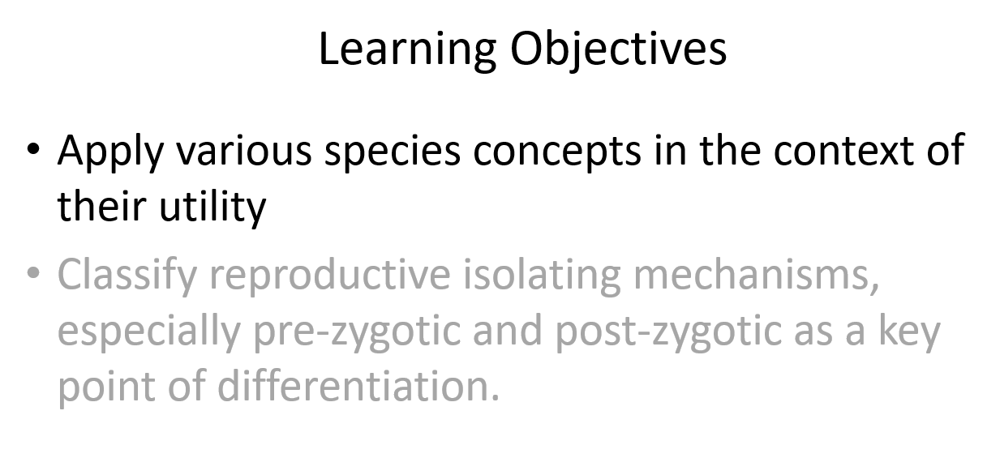 Learning Objectives
• Apply various species concepts in the context of
their utility
• Classify reproductive isolating mechanisms,
especially pre-zygotic and post-zygotic as a key
point of differentiation.